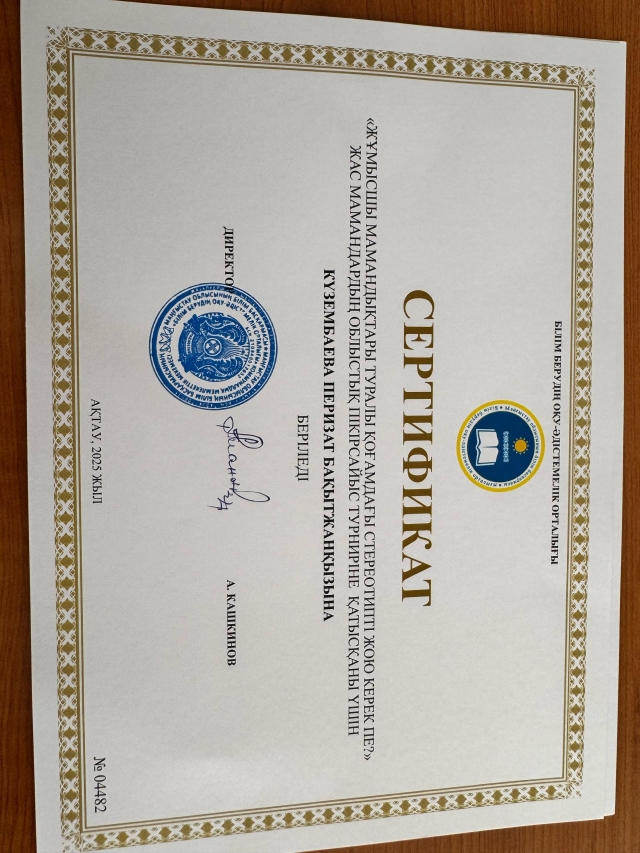 БІЛІМ БЕРУДІҢ ОҚУ-ӘДІСТЕМЕЛІК ОРТАЛЫҒЫ
СЕРТИФИКАТ
«ЖҰМЫСШЫ МАМАНДЫҚТАРЫ ТУРАЛЫ ҚОҒАМДАҒЫ СТЕРЕОТИПТІ ЖОЮ КЕРЕК ПЕ?»
ЖАС МАМАНДАРДЫҢ ОБЛЫСТЫҚ ПІКІРСАЙЫС ТУРНИРІНЕ ҚАТЫСҚАНЫ ҮШІН
КҮЗЕМБАЕВА ПЕРИЗАТ БАҚЫТЖАНҚЫЗЫНА
БЕРІЛЕДІ
ДИРЕКТОР
А. КАШКИНОВ
АҚТАУ, 2025 ЖЫЛ
№ 04482